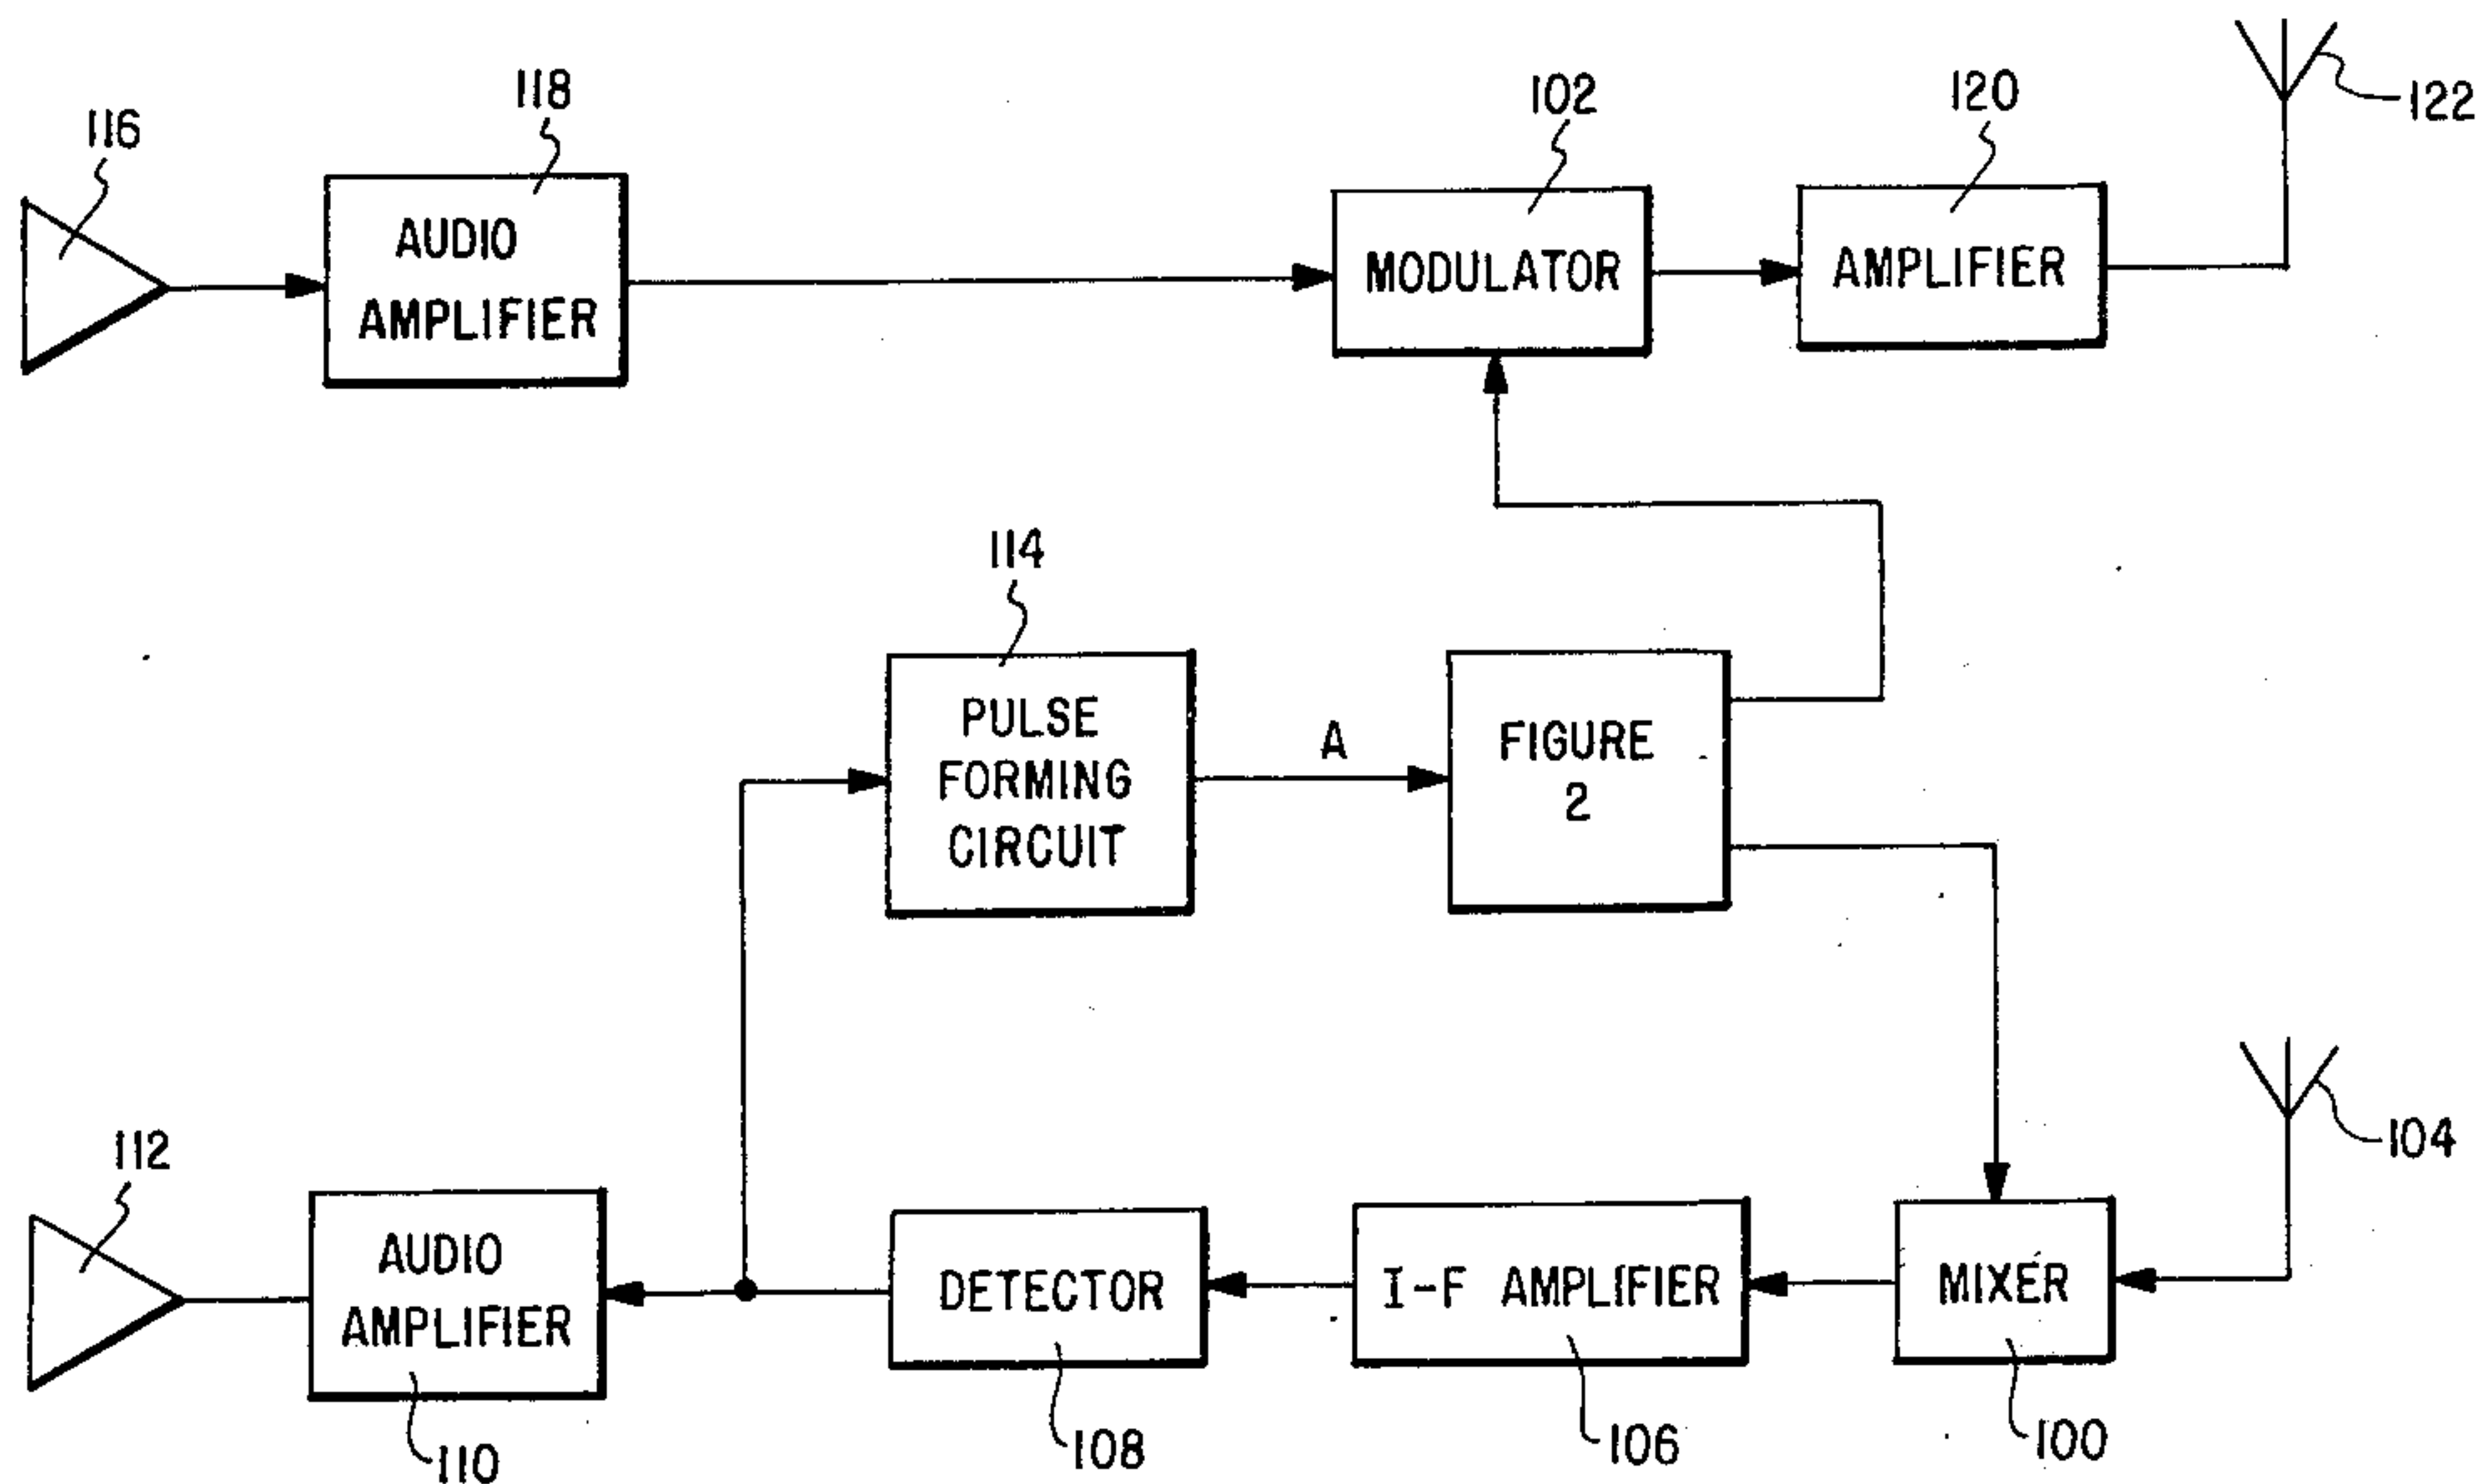 116
118
102
120
122
AUDIO
AMPLIFIER
MODULATOR
AMPLIFIER
114
PULSE
FORMING
CIRCUIT
A
FIGURE
2
112
104
AUDIO
AMPLIFIER
DETECTOR
I-F AMPLIFIER
MIXER
110
108
106
100